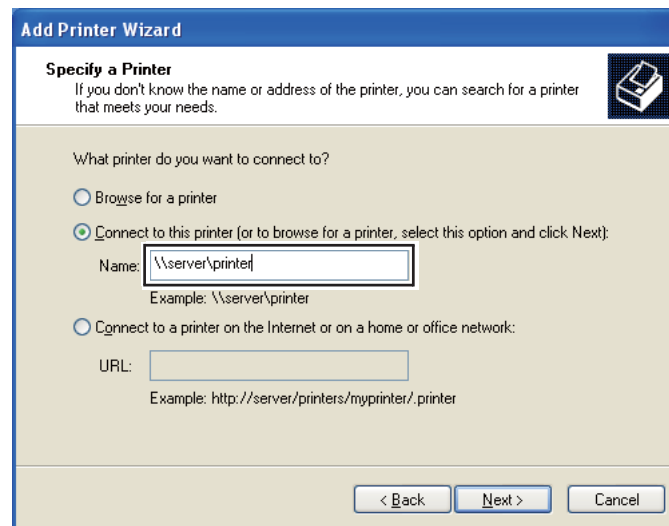 Add Printer Wizard
Specify a Printer
If you don't know the name or address of the printer, you can search for a printer
that meets your needs.
What printer do you want to connect to?
Browse for a printer
Connect to this printer (or to browse for a printer, select this option and click Next):
Name: \\server\printer
Example: \\server\printer
Connect to a printer on the Internet or on a home or office network:
URL:
Example: http://server/printers/myprinter/.printer
< Back Next > Cancel